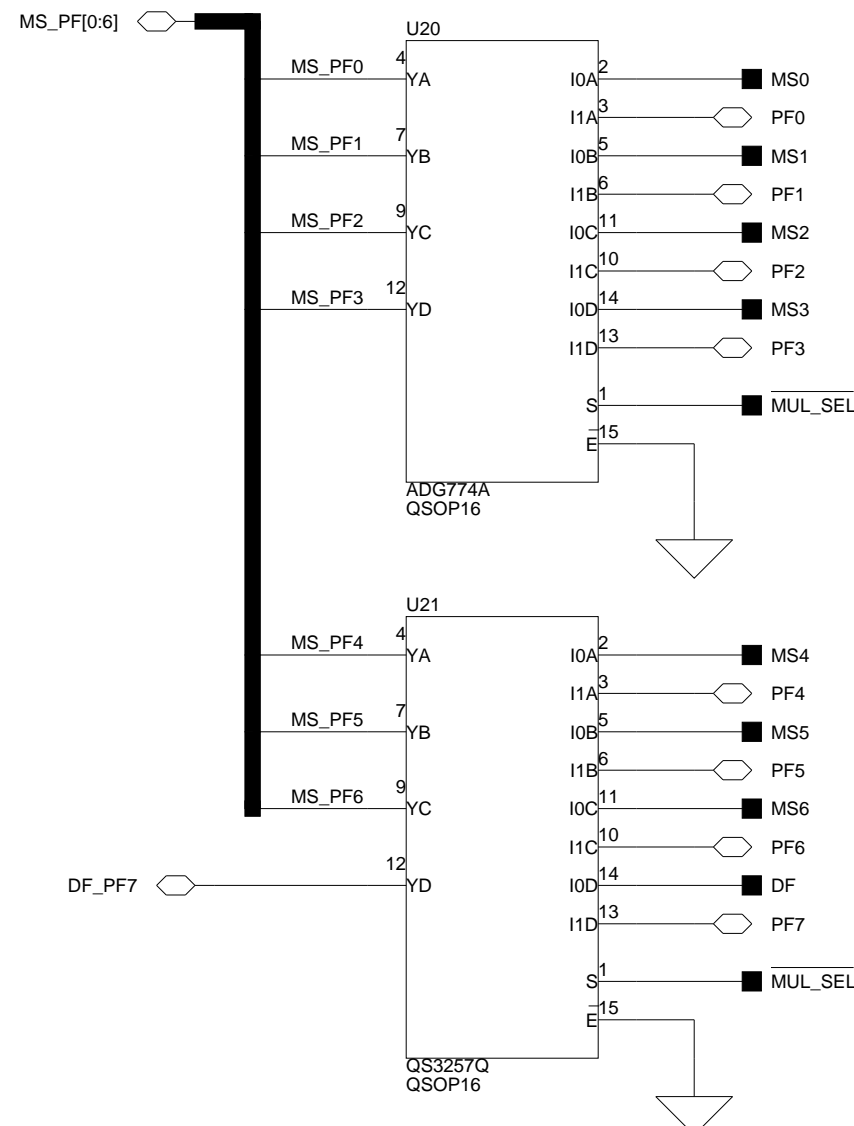 MS_PF[0:6]
U20
MS_PF0 4 YA I0A 2 MS0
I1A 3 PF0
MS_PF1 7 YB I0B 5 MS1
I1B 6 PF1
MS_PF2 9 YC I0C 11 MS2
I1C 10 PF2
MS_PF3 12 YD I0D 14 MS3
I1D 13 PF3
S 1 MUL_SEL
E 15
ADG774A
QSOP16
U21
MS_PF4 4 YA I0A 2 MS4
I1A 3 PF4
MS_PF5 7 YB I0B 5 MS5
I1B 6 PF5
MS_PF6 9 YC I0C 11 MS6
I1C 10 PF6
DF_PF7 12 YD I0D 14 DF
I1D 13 PF7
S 1 MUL_SEL
E 15
QS3257Q
QSOP16